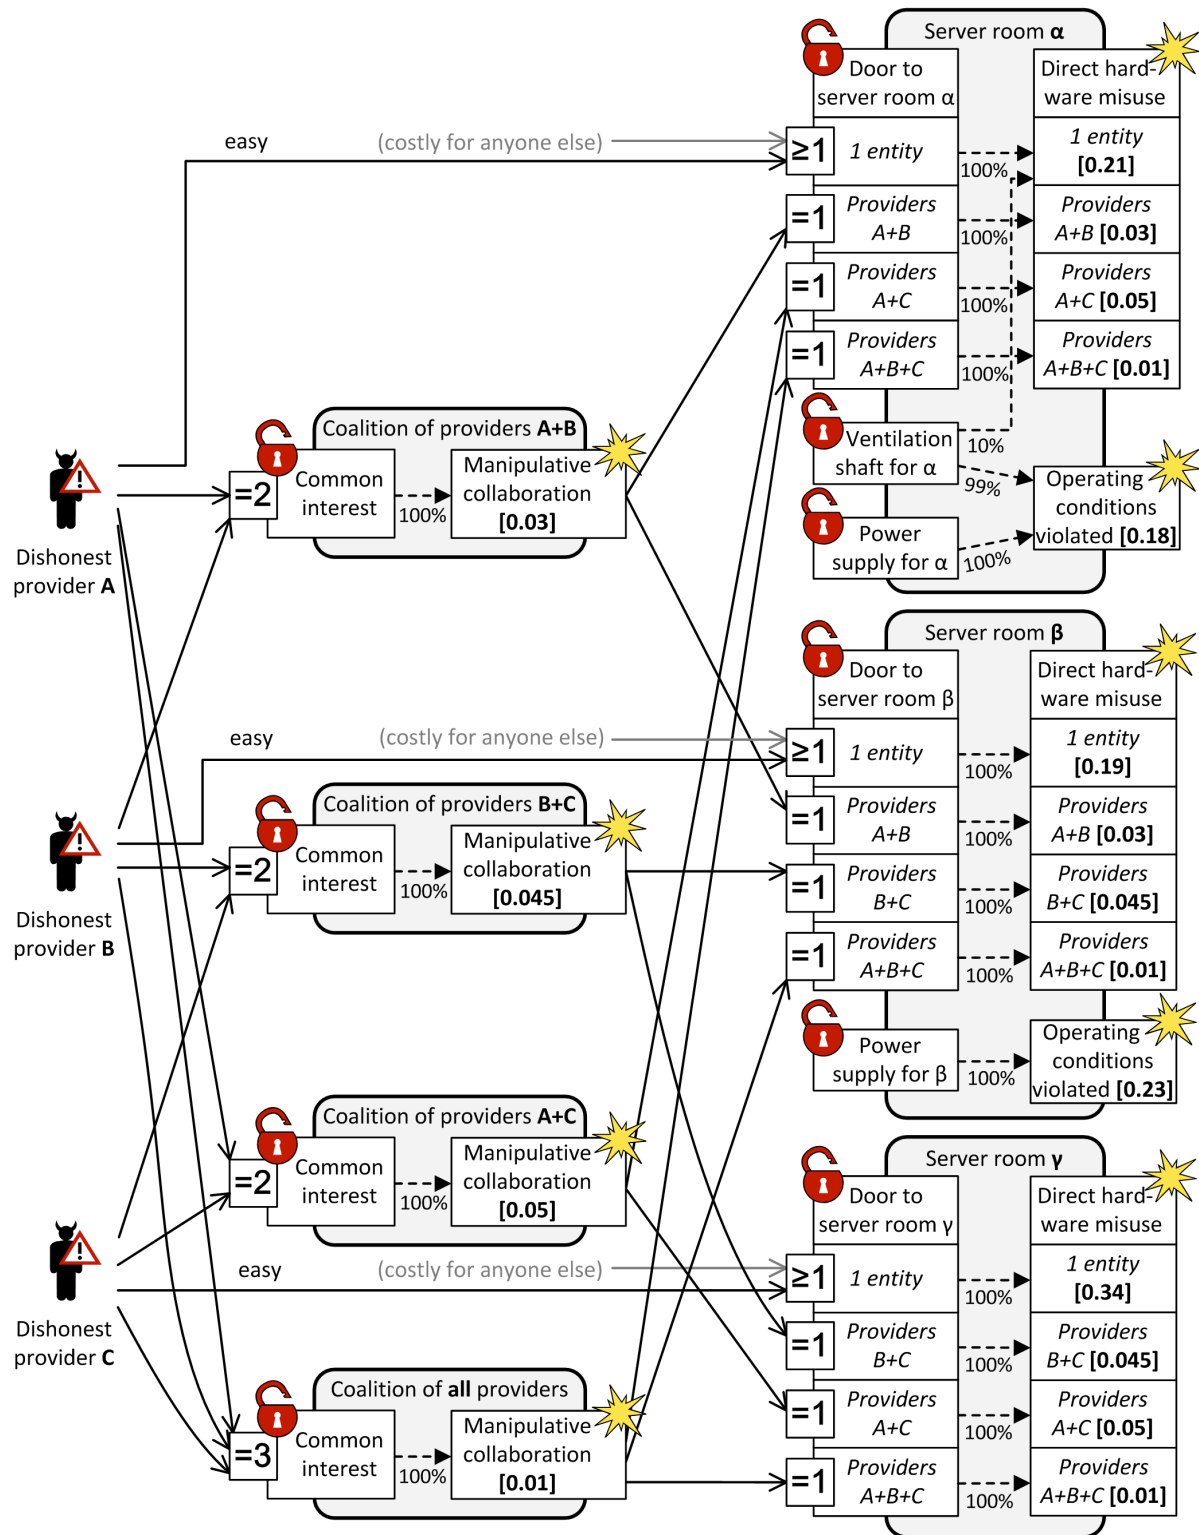 Server room α
Door to
server room α
Direct hard-
ware misuse
easy
(costly for anyone else)
≥1
1 entity
100%
1 entity
[0.21]
=1
Providers
A+B
100%
Providers
A+B [0.03]
=1
Providers
A+C
100%
Providers
A+C [0.05]
=1
Providers
A+B+C
100%
Providers
A+B+C [0.01]
Ventilation
shaft for α
10%
99%
Operating
conditions
violated [0.18]
Power
supply for α
100%
Coalition of providers A+B
=2
Common
interest
100%
Manipulative
collaboration
[0.03]
!
Dishonest
provider A
Server room β
Door to
server room β
Direct hard-
ware misuse
easy
(costly for anyone else)
≥1
1 entity
100%
1 entity
[0.19]
=1
Providers
A+B
100%
Providers
A+B [0.03]
=1
Providers
B+C
100%
Providers
B+C [0.045]
=1
Providers
A+B+C
100%
Providers
A+B+C [0.01]
Power
supply for β
100%
Operating
conditions
violated [0.23]
Coalition of providers B+C
=2
Common
interest
100%
Manipulative
collaboration
[0.045]
!
Dishonest
provider B
Coalition of providers A+C
=2
Common
interest
100%
Manipulative
collaboration
[0.05]
Server room γ
Door to
server room γ
Direct hard-
ware misuse
!
Dishonest
provider C
easy
(costly for anyone else)
≥1
1 entity
100%
1 entity
[0.34]
=1
Providers
B+C
100%
Providers
B+C [0.045]
=1
Providers
A+C
100%
Providers
A+C [0.05]
=1
Providers
A+B+C
100%
Providers
A+B+C [0.01]
Coalition of all providers
=3
Common
interest
100%
Manipulative
collaboration
[0.01]